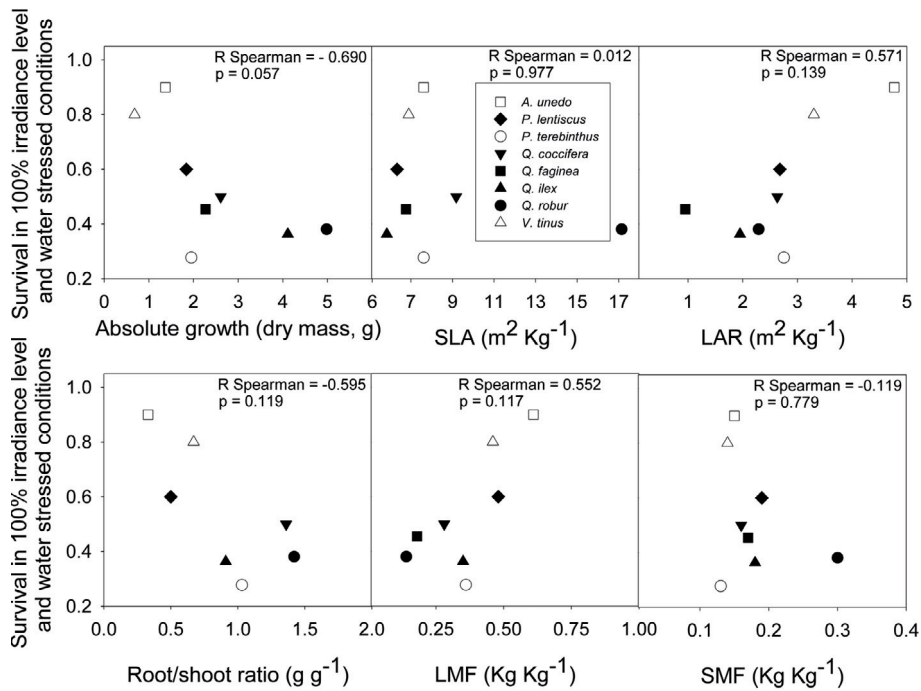 Survival in 100% irradiance level
and water stressed conditions
1.0
0.8
0.6
0.4
0.2
R Spearman = - 0.690
p = 0.057
0 1 2 3 4 5 6
Absolute growth (dry mass, g)
R Spearman = 0.012
p = 0.977
A. unedo
P. lentiscus
P. terebinthus
Q. coccifera
Q. faginea
Q. ilex
Q. robur
V. tinus
7 9 11 13 15 17
SLA (m2 Kg-1)
R Spearman = 0.571
p = 0.139
1 2 3 4 5
LAR (m2 Kg-1)
Survival in 100% irradiance level
and water stressed conditions
1.0
0.8
0.6
0.4
0.2
R Spearman = -0.595
p = 0.119
0.0 0.5 1.0 1.5 2.0
Root/shoot ratio (g g-1)
R Spearman = 0.552
p = 0.117
0.25 0.50 0.75 1.00
LMF (Kg Kg-1)
R Spearman = -0.119
p = 0.779
0.1 0.2 0.3 0.4
SMF (Kg Kg-1)